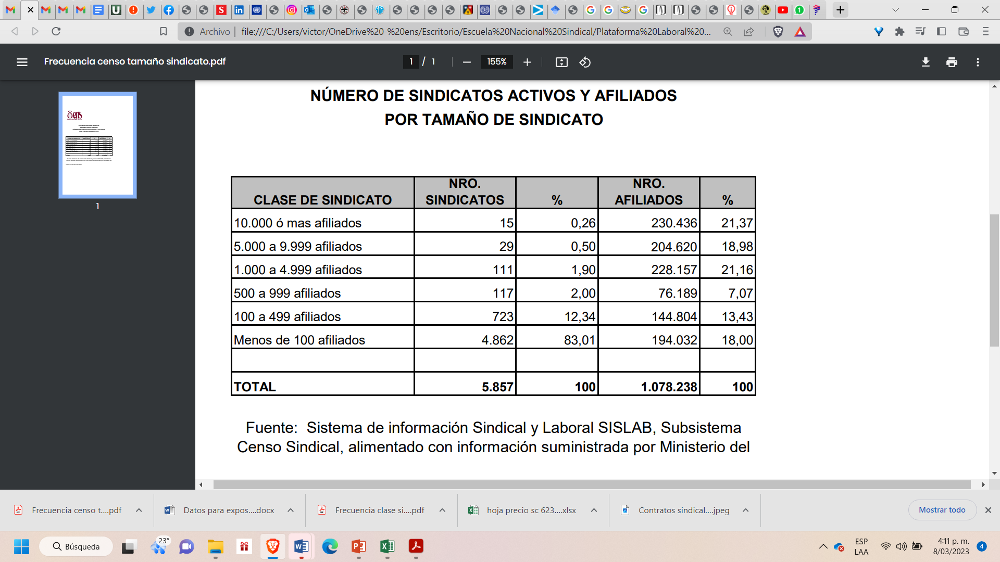 Archivo
file:///C:/Users/victor/OneDrive%20-%20ens/Escritorio/Escuela%20Nacional%20Sindical/Plataforma%20Laboral%20...
Frecuencia censo tamaño sindicato.pdf
1 / 1
155%
1
NÚMERO DE SINDICATOS ACTIVOS Y AFILIADOS
POR TAMAÑO DE SINDICATO
CLASE DE SINDICATO NRO. SINDICATOS % NRO. AFILIADOS %
10.000 ó mas afiliados 15 0,26 230.436 21,37
5.000 a 9.999 afiliados 29 0,50 204.620 18,98
1.000 a 4.999 afiliados 111 1,90 228.157 21,16
500 a 999 afiliados 117 2,00 76.189 7,07
100 a 499 afiliados 723 12,34 144.804 13,43
Menos de 100 afiliados 4.862 83,01 194.032 18,00
TOTAL 5.857 100 1.078.238 100
Fuente: Sistema de información Sindical y Laboral SISLAB, Subsistema
Censo Sindical, alimentado con información suministrada por Ministerio del
Frecuencia censo t....pdf
Datos para expos....docx
Frecuencia clase si....pdf
hoja precio sc 623....xlsx
Contratos sindical....jpeg
Mostrar todo
Búsqueda
23°
ESP
LAA
4:11 p. m.
8/03/2023
4